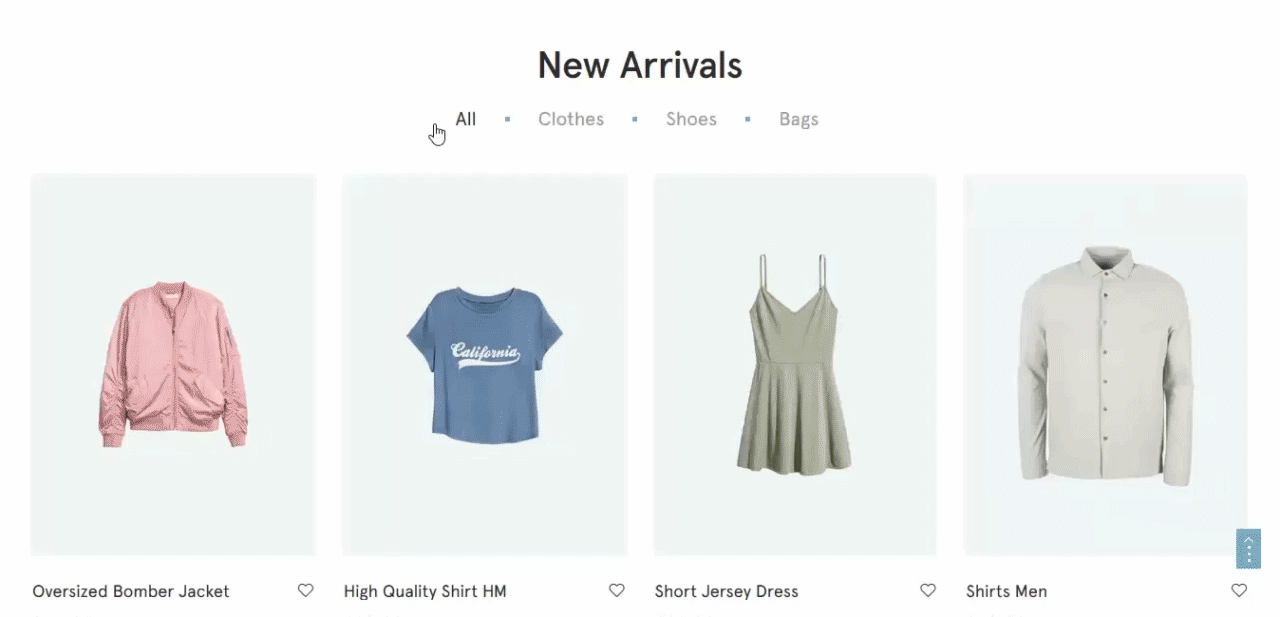 New Arrivals
All Clothes Shoes Bags
California
Oversized Bomber Jacket High Quality Shirt HM Short Jersey Dress Shirts Men